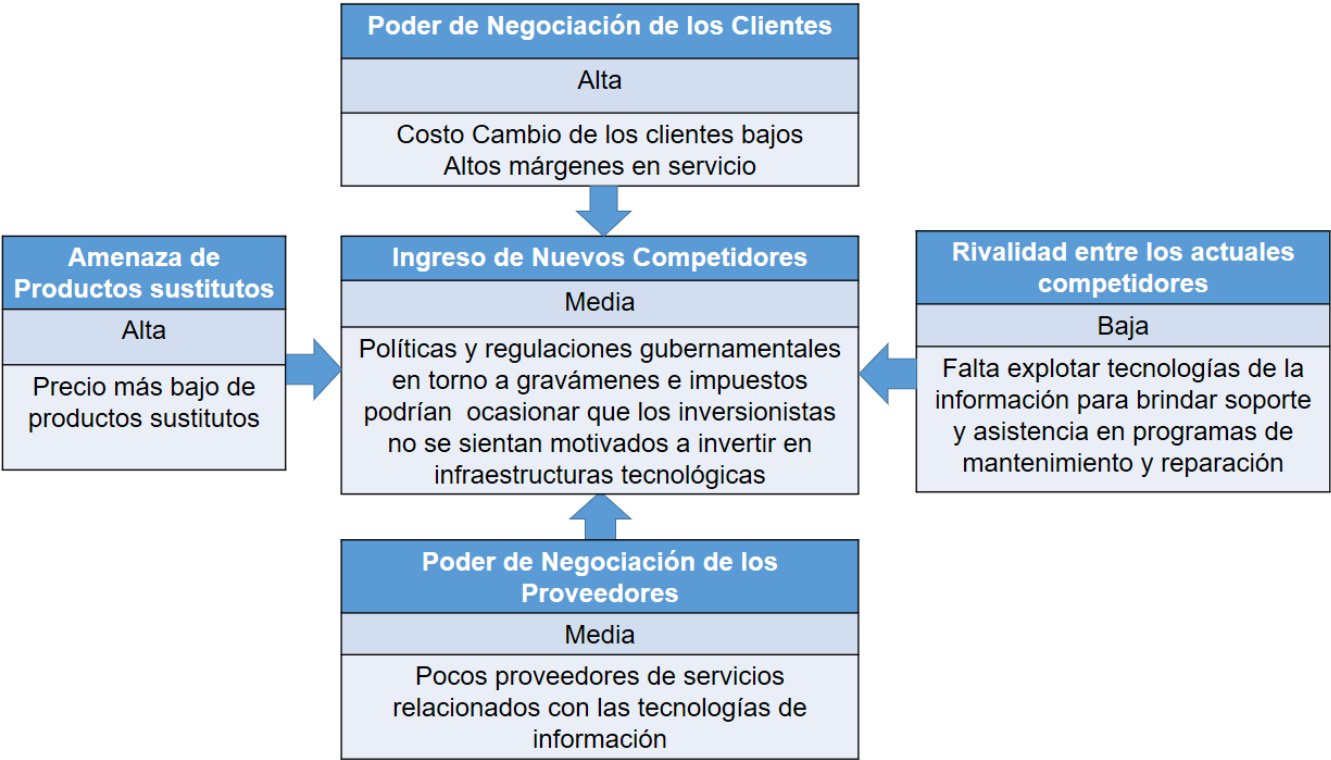 Poder de Negociación de los Clientes
Alta
Costo Cambio de los clientes bajos
Altos márgenes en servicio
Amenaza de
Productos sustitutos
Alta
Precio más bajo de
productos sustitutos
Ingreso de Nuevos Competidores
Media
Políticas y regulaciones gubernamentales
en torno a gravámenes e impuestos
podrían  ocasionar que los inversionistas
no se sientan motivados a invertir en
infraestructuras tecnológicas
Rivalidad entre los actuales
competidores
Baja
Falta explotar tecnologías de la
información para brindar soporte
y asistencia en programas de
mantenimiento y reparación
Poder de Negociación de los
Proveedores
Media
Pocos proveedores de servicios
relacionados con las tecnologías de
información